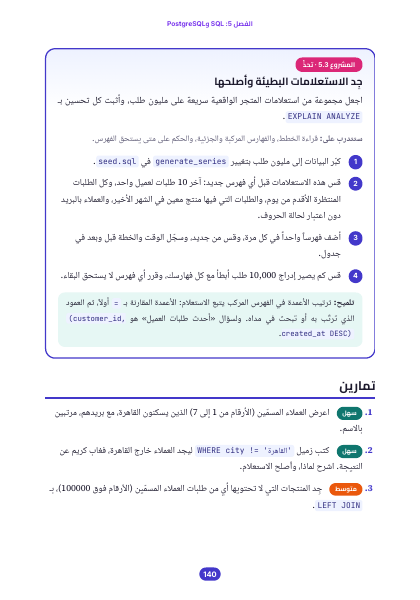 الفصل 5: SQL وPostgreSQL
المشروع 5.3 · تحدٍّ
جِد الاستعلامات البطيئة وأصلحها
اجعل مجموعة من استعلامات المتجر الواقعية سريعة على مليون طلب، وأثبت كل تحسين بـ
EXPLAIN ANALYZE.
ستتدرب على: قراءة الخطط، والفهارس المركبة والجزئية، والحكم على متى يستحق الفهرس.
1 كبّر البيانات إلى مليون طلب بتغيير generate_series في seed.sql.
2 قس هذه الاستعلامات قبل أي فهرس جديد: آخر 10 طلبات لعميل واحد، وكل الطلبات
المنتظرة الأقدم من يوم، والطلبات التي فيها منتج معين في الشهر الأخير، والعملاء بالبريد
دون اعتبار لحالة الحروف.
3 أضف فهرساً واحداً في كل مرة، وقس من جديد، وسجّل الوقت والخطة قبل وبعد في
جدول.
4 قس كم يصير إدراج 10,000 طلب أبطأ مع كل فهارسك، وقرر أي فهرس لا يستحق البقاء.
تلميح: ترتيب الأعمدة في الفهرس المركب يتبع الاستعلام: الأعمدة المقارنة بـ = أولاً، ثم العمود
الذي ترتّب به أو تبحث في مداه. ولسؤال «أحدث طلبات العميل» هو (customer_id,
created_at DESC).
تمارين
1. سهل اعرض العملاء المسمّين (الأرقام من 1 إلى 7) الذين يسكنون القاهرة، مع بريدهم، مرتبين
بالاسم.
2. سهل كتب زميل WHERE city != 'القاهرة' ليجد العملاء خارج القاهرة، فغاب كريم عن
النتيجة. اشرح لماذا، وأصلح الاستعلام.
3. متوسط جِد المنتجات التي لا تحتويها أي من طلبات العملاء المسمّين (الأرقام فوق 100000)، بـ
LEFT JOIN.
140